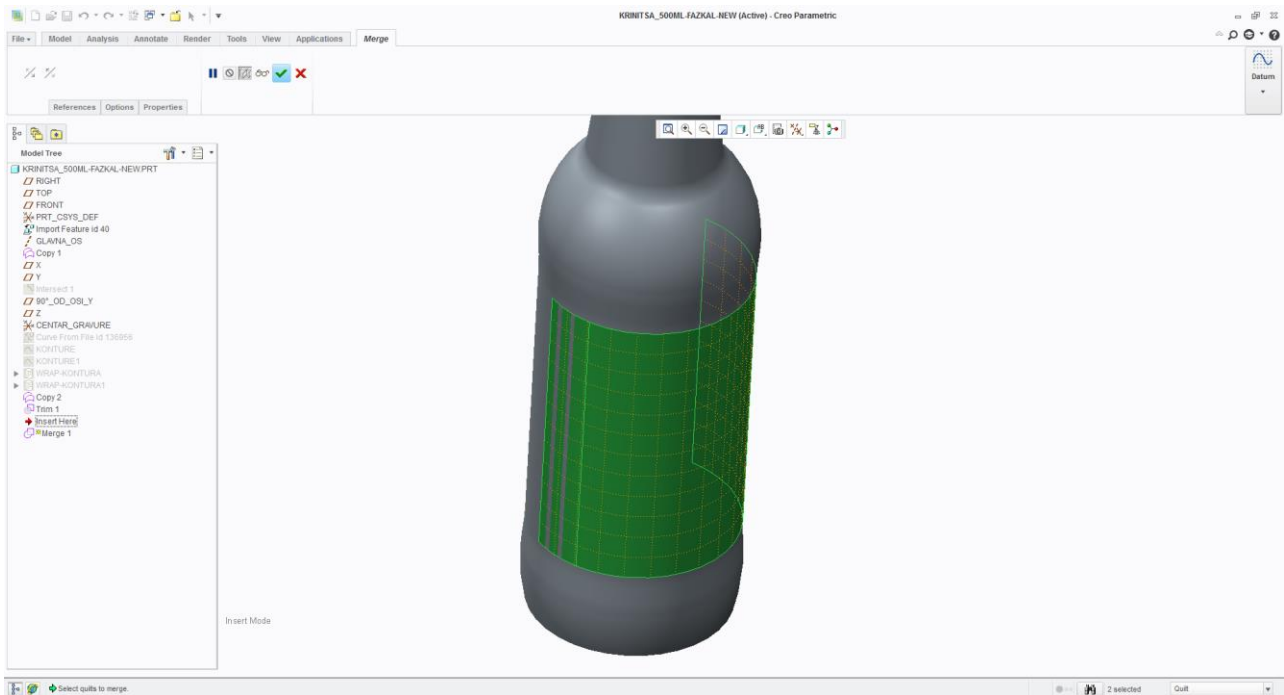 KRINITSA_500ML-FAZKAL-NEW (Active) - Creo Parametric
File Model Analysis Annotate Render Tools View Applications Merge
Datum
References Options Properties
Model Tree
KRINITSA_500ML-FAZKAL-NEW.PRT
RIGHT
TOP
FRONT
PRT_CSYS_DEF
Import Feature id 40
GLAVNA_OS
Copy 1
X
Y
Intersect 1
90°_OD_OSI_Y
Z
CENTAR_GRAVURE
Curve From File id 136956
KONTURE
KONTURE1
WRAP-KONTURA
WRAP-KONTURA1
Copy 2
Trim 1
Insert Here
Merge 1
Insert Mode
Select quilts to merge.
2 selected
Quilt